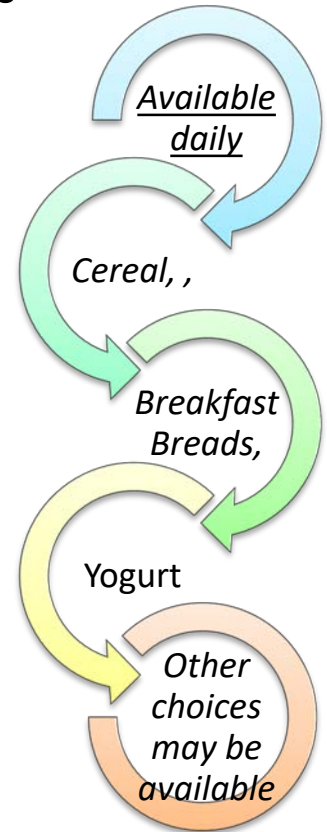 Available
daily
Cereal, ,
Breakfast
Breads,
Yogurt
Other
choices
may be
available